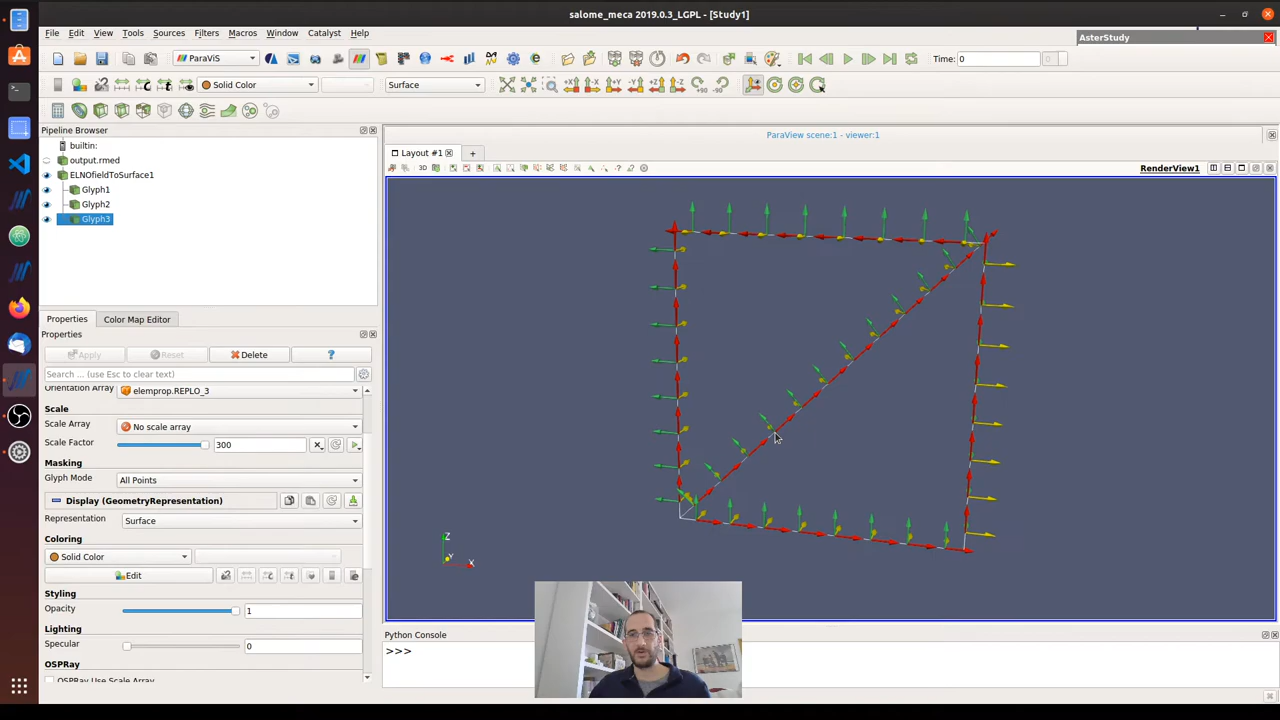 salome_meca 2019.0.3_LGPL - [Study1]
AsterStudy
File Edit View Tools Sources Filters Macros Catalyst Help
ParaViS
Time: 0
Solid Color
Surface
3D
Pipeline Browser
builtin:
output.rmed
ELNOfieldToSurface1
Glyph1
Glyph2
Glyph3
ParaView scene:1 - viewer:1
Layout #1
RenderView1
Properties
Color Map Editor
Properties
Apply Reset Delete ?
Search ... (use Esc to clear text)
Orientation Array elemprop.REPLO_3
Scale
Scale Array No scale array
Scale Factor 300
Masking
Glyph Mode All Points
Display (GeometryRepresentation)
Representation Surface
Coloring
Solid Color
Edit
Styling
Opacity 1
Lighting
Specular 0
OSPRay
OSPRay Use Scale Array
Z
Y
X
Python Console
>>>